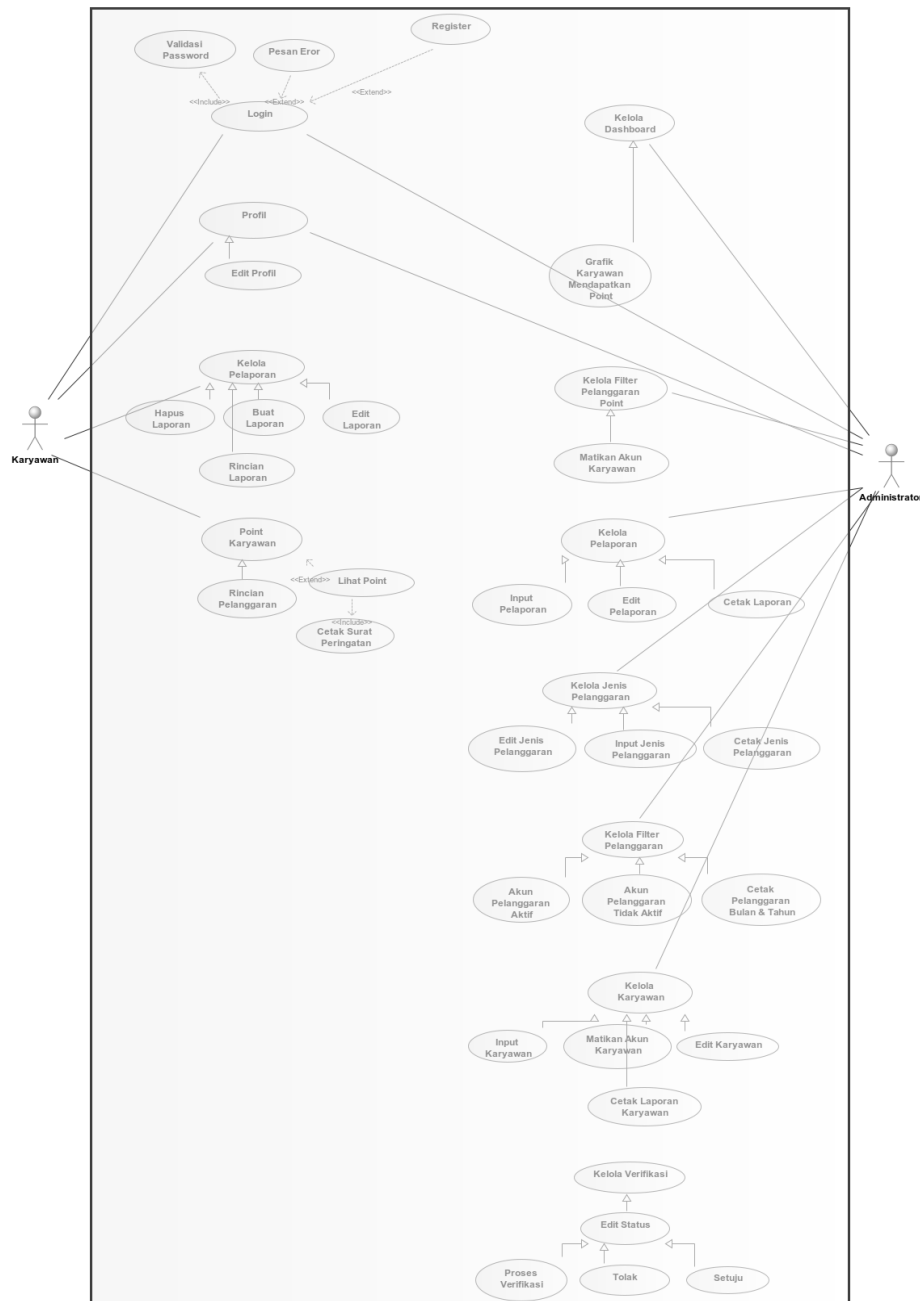 Register
Validasi
Password
Pesan Eror
<<Extend>>
<<Include>>
<<Extend>>
Login
Kelola
Dashboard
Profil
Edit Profil
Grafik
Karyawan
Mendapatkan
Point
Kelola
Pelaporan
Hapus
Laporan
Buat
Laporan
Edit
Laporan
Rincian
Laporan
Kelola Filter
Pelanggaran
Point
Matikan Akun
Karyawan
Karyawan
Administrato
Point
Karyawan
<<Extend>>
Lihat Point
Rincian
Pelanggaran
<<Include>>
Cetak Surat
Peringatan
Kelola
Pelaporan
Input
Pelaporan
Edit
Pelaporan
Cetak Laporan
Kelola Jenis
Pelanggaran
Edit Jenis
Pelanggaran
Input Jenis
Pelanggaran
Cetak Jenis
Pelanggaran
Kelola Filter
Pelanggaran
Akun
Pelanggaran
Aktif
Akun
Pelanggaran
Tidak Aktif
Cetak
Pelanggaran
Bulan & Tahun
Kelola
Karyawan
Input
Karyawan
Matikan Akun
Karyawan
Edit Karyawan
Cetak Laporan
Karyawan
Kelola Verifikasi
Edit Status
Proses
Verifikasi
Tolak
Setuju